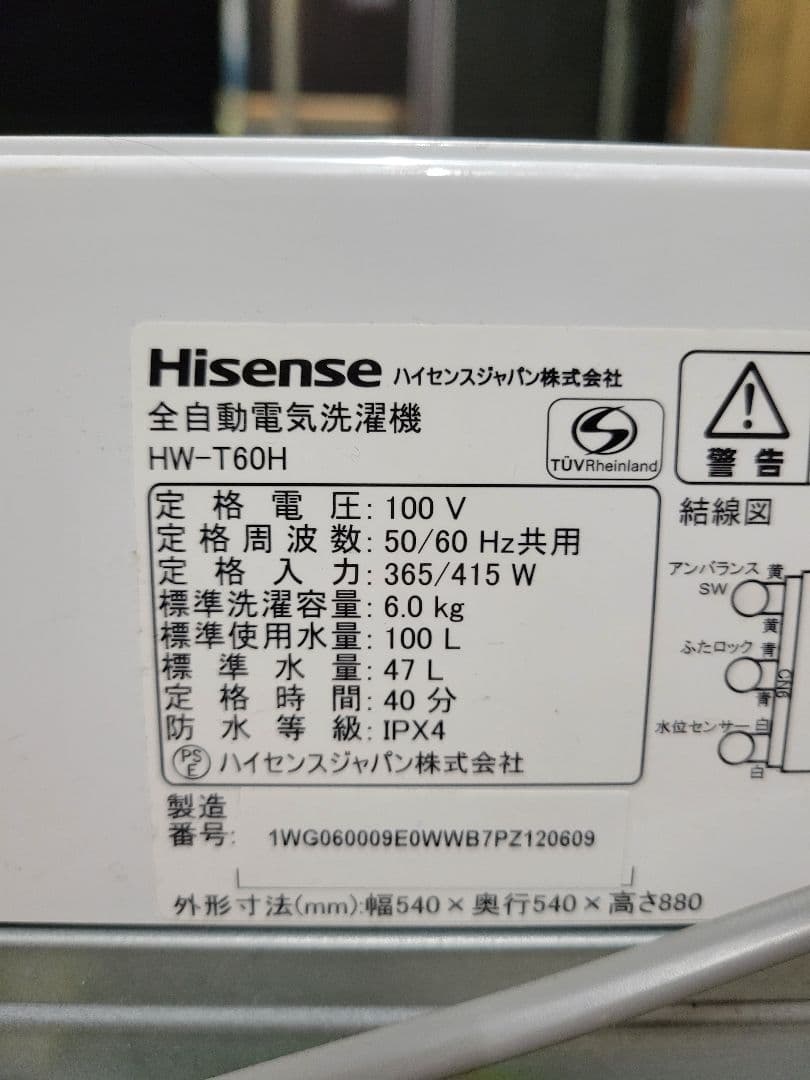 Hisense ハイセンスジャパン株式会社
全自動電気洗濯機
HW-T60H
TÜVRheinland
警告
定格電圧: 100 V
定格周波数: 50/60 Hz共用
定格入力: 365/415 W
標準洗濯容量: 6.0 kg
標準使用水量: 100 L
標準水量: 47 L
定格時間: 40 分
防水等級: IPX4
PSE ハイセンスジャパン株式会社
製造
番号: 1WG060009E0WWB7PZ120609
外形寸法(mm):幅540×奥行540×高さ880
結線図
アンバランス 黄
SW
黄
ふたロック 青
CN6
青
水位センサー 白
白